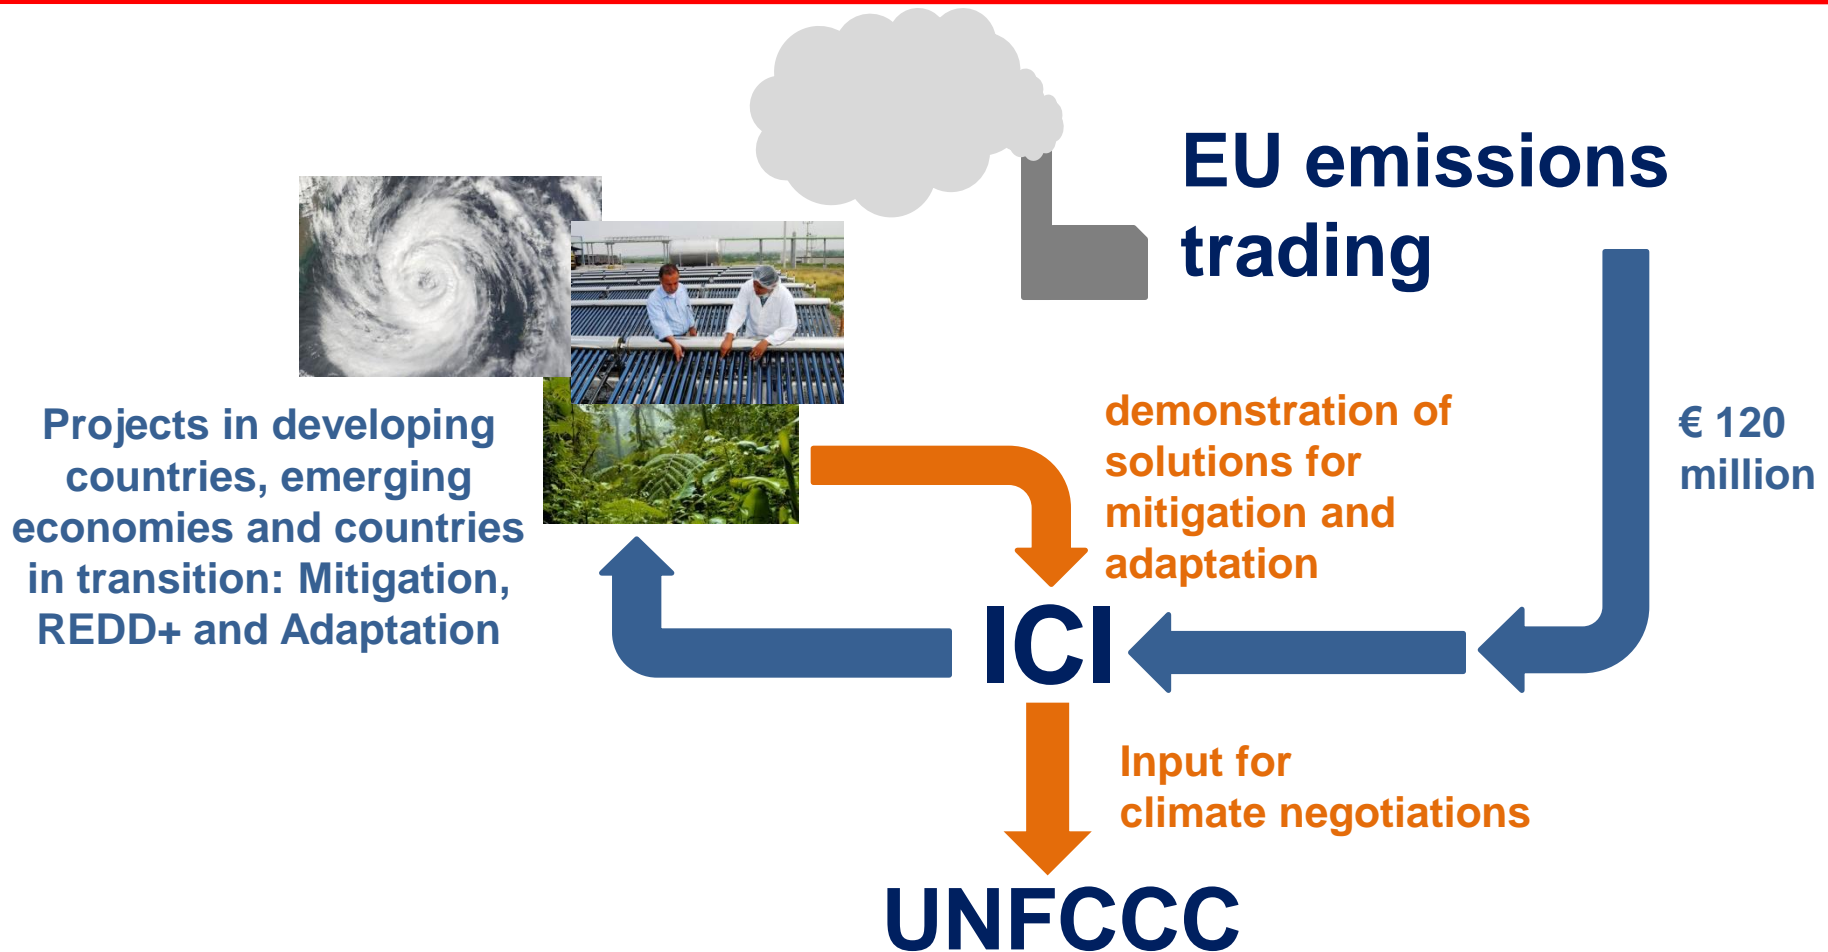 EU emissions
trading
€ 120
million
Projects in developing
countries, emerging
economies and countries
in transition: Mitigation,
REDD+ and Adaptation
demonstration of
solutions for
mitigation and
adaptation
ICI
Input for
climate negotiations
UNFCCC